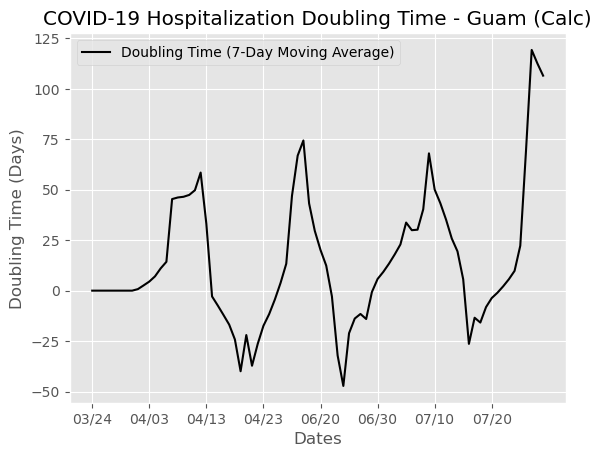 COVID-19 Hospitalization Doubling Time - Guam (Calc)
Doubling Time (7-Day Moving Average)
Doubling Time (Days)
125
100
75
50
25
0
−25
−50
03/24 04/03 04/13 04/23 06/20 06/30 07/10 07/20
Dates